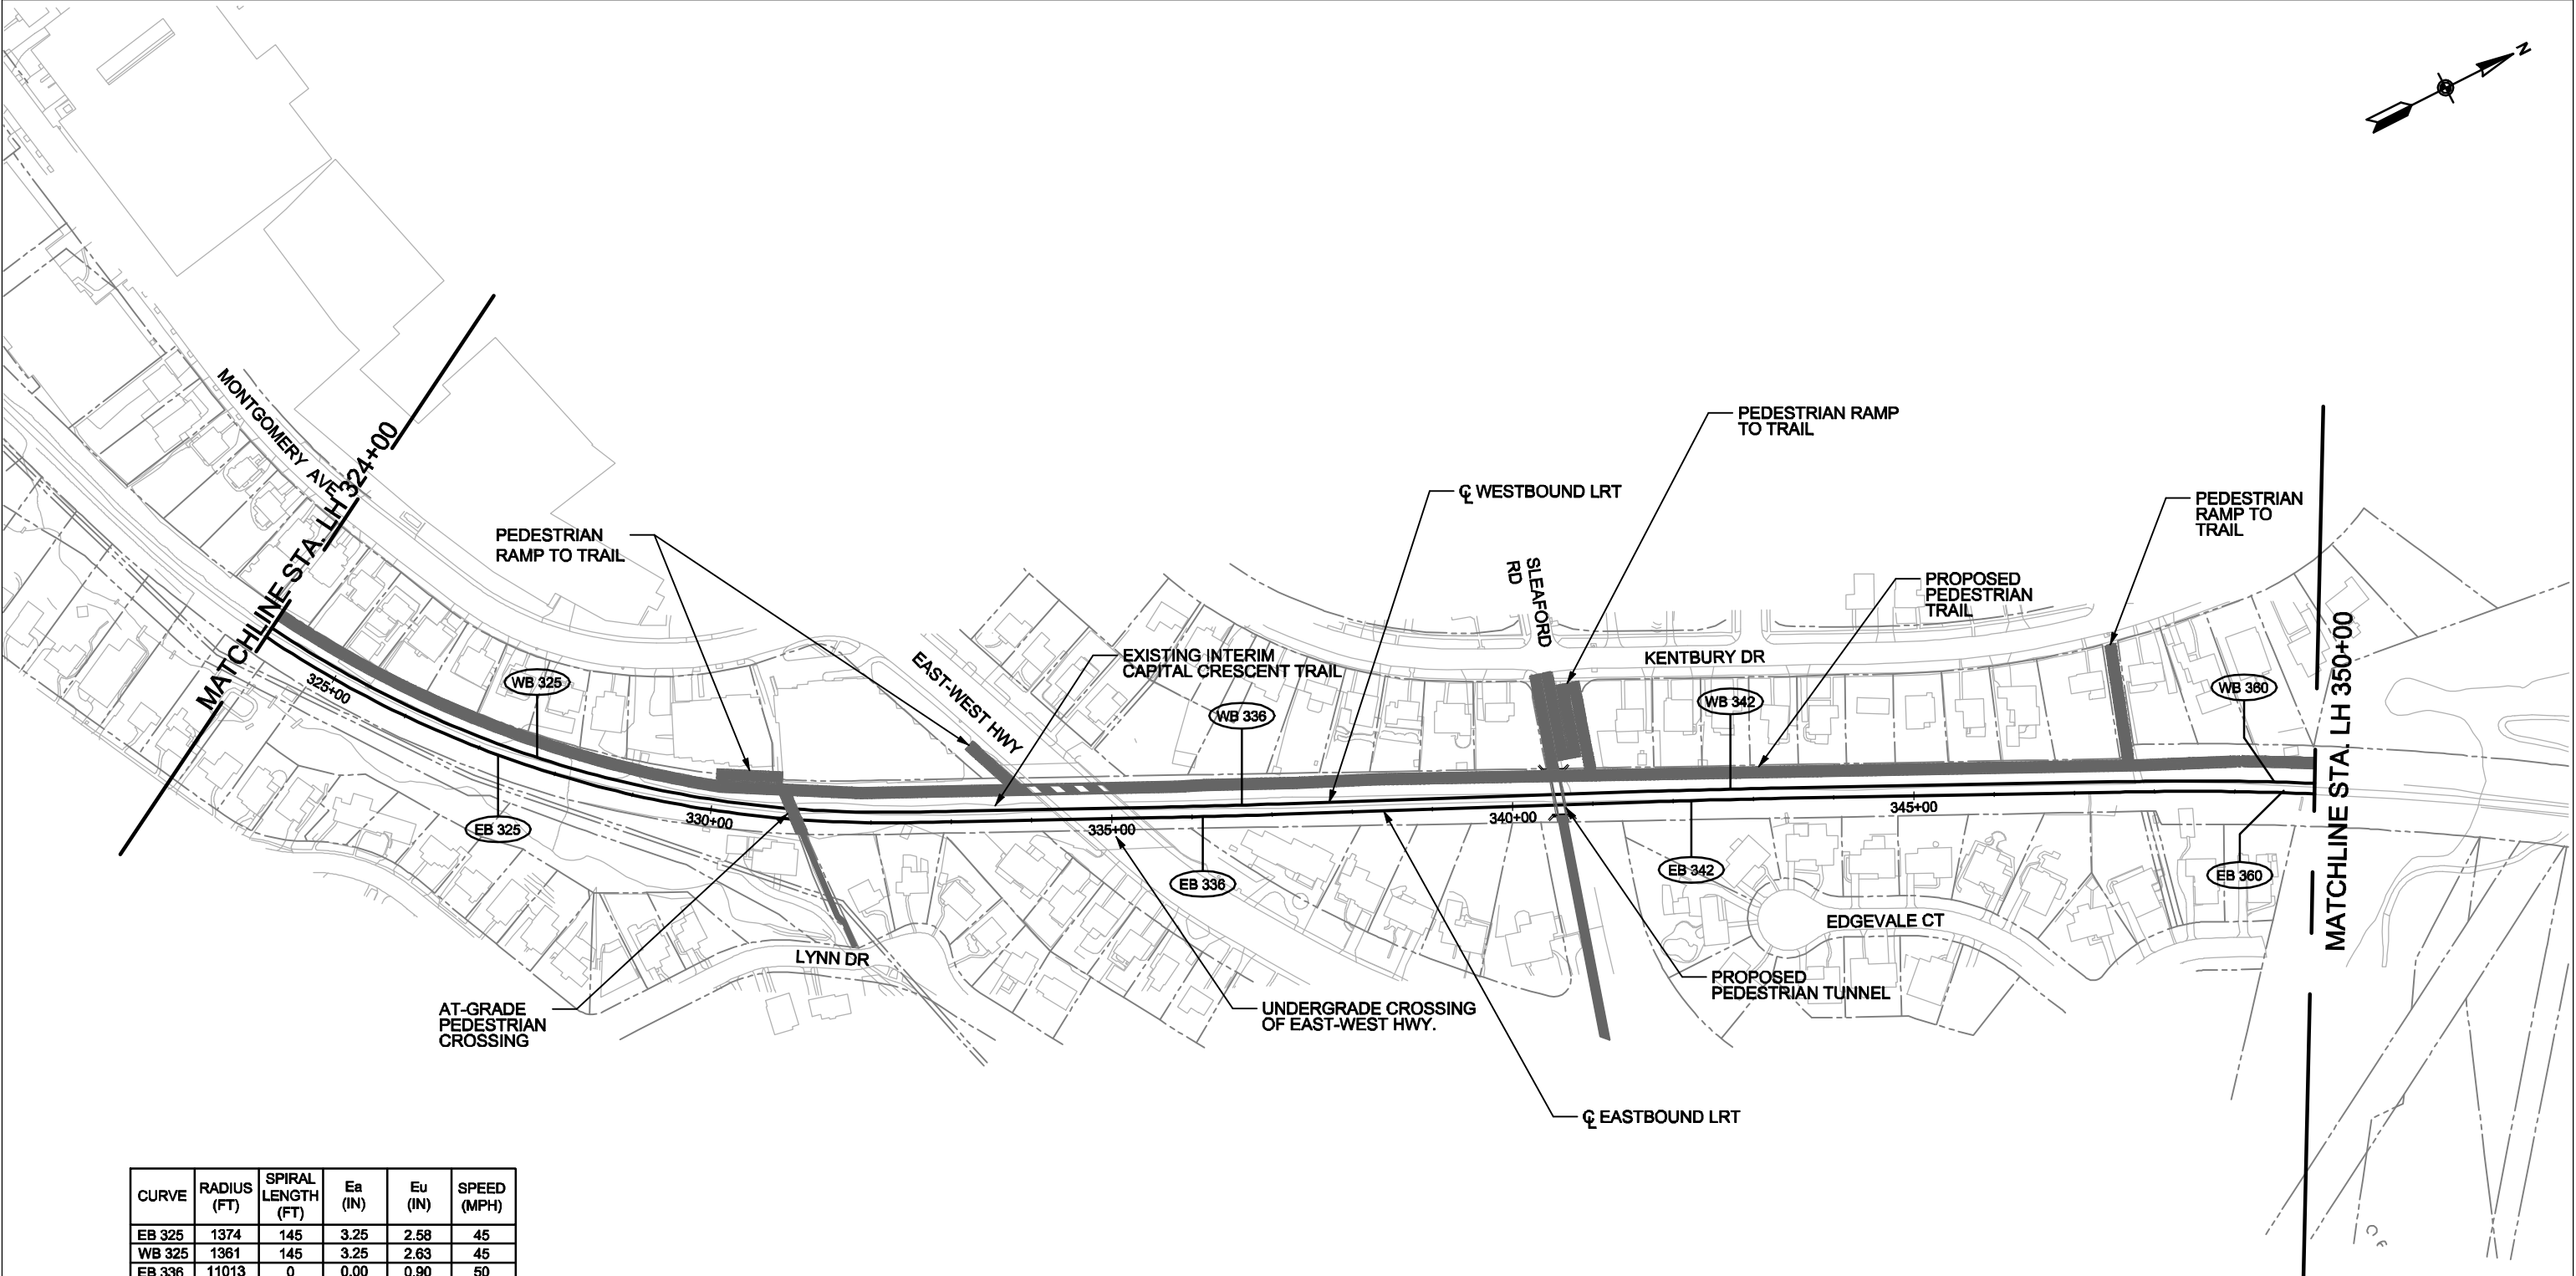 N
MONTGOMERY AVE
MATCHLINE STA. LH 324+00
PEDESTRIAN
RAMP TO TRAIL
℄ WESTBOUND LRT
PEDESTRIAN RAMP
TO TRAIL
PEDESTRIAN
RAMP TO
TRAIL
SLEAFORD
RD
PROPOSED
PEDESTRIAN
TRAIL
EXISTING INTERIM
CAPITAL CRESCENT TRAIL
EAST-WEST HWY
KENTBURY DR
WB 325
WB 336
WB 342
WB 360
MATCHLINE STA. LH 350+00
325+00
330+00
335+00
340+00
345+00
EB 325
EB 336
EB 342
EB 360
EDGEVALE CT
LYNN DR
AT-GRADE
PEDESTRIAN
CROSSING
UNDERGRADE CROSSING
OF EAST-WEST HWY.
PROPOSED
PEDESTRIAN TUNNEL
℄ EASTBOUND LRT
CURVE RADIUS (FT) SPIRAL LENGTH (FT) Ea (IN) Eu (IN) SPEED (MPH)
EB 325 1374 145 3.25 2.58 45
WB 325 1361 145 3.25 2.63 45
EB 336 11013 0 0.00 0.90 50